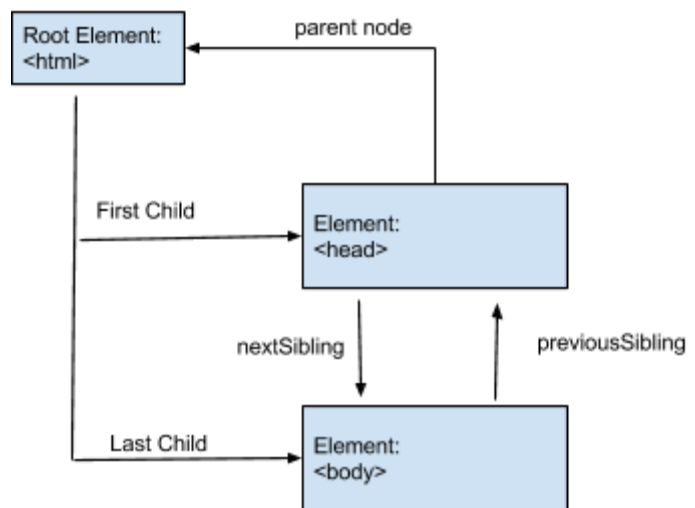 Root Element:
<html>
parent node
First Child
Element:
<head>
nextSibling
previousSibling
Last Child
Element:
<body>